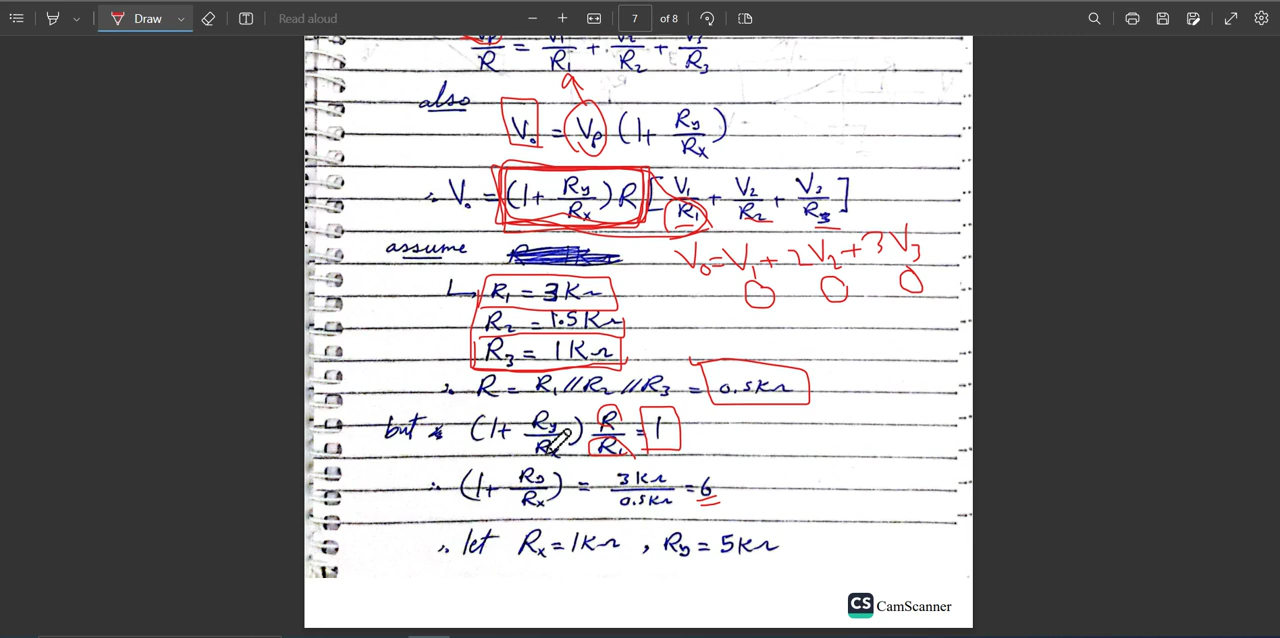 Draw
Read aloud
7 of 8
Vp/R = V1/R1 + V2/R2 + V3/R3
also
Vo = Vp (1+ Ry/Rx)
∴ Vo = (1+ Ry/Rx) R [V1/R1 + V2/R2 + V3/R3]
assume
Vo = V1 + 2V2 + 3V3
R1 = 3KΩ
R2 = 1.5KΩ
R3 = 1KΩ
∴ R = R1 // R2 // R3 = 0.5KΩ
but (1+ Ry/Rx) R/R1 = 1
∴ (1+ Ry/Rx) = 3KΩ/0.5KΩ = 6
∴ let Rx = 1KΩ , Ry = 5KΩ
CS CamScanner